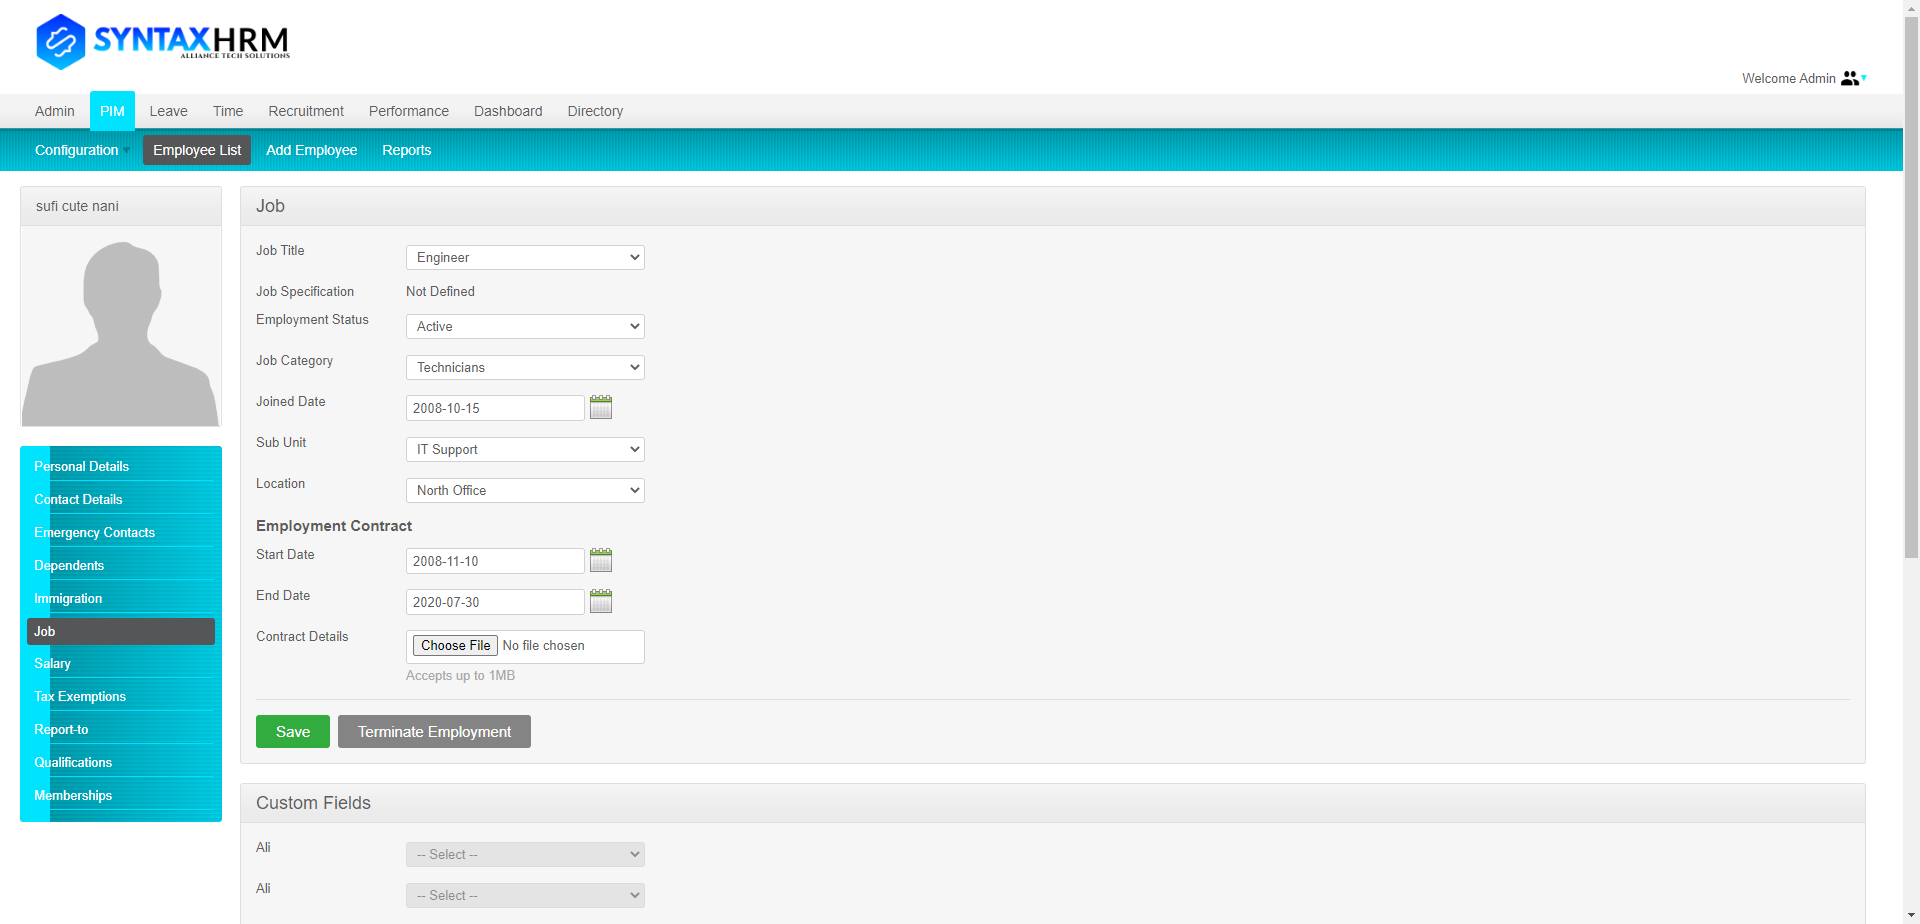 SYNTAXHRM
ALLIANCE TECH SOLUTIONS
Welcome Admin
Admin PIM Leave Time Recruitment Performance Dashboard Directory
Configuration Employee List Add Employee Reports
sufi cute nani
Personal Details
Contact Details
Emergency Contacts
Dependents
Immigration
Job
Salary
Tax Exemptions
Report-to
Qualifications
Memberships
Job
Job Title Engineer
Job Specification Not Defined
Employment Status Active
Job Category Technicians
Joined Date 2008-10-15
Sub Unit IT Support
Location North Office
Employment Contract
Start Date 2008-11-10
End Date 2020-07-30
Contract Details Choose File No file chosen
Accepts up to 1MB
Save Terminate Employment
Custom Fields
Ali -- Select --
Ali -- Select --